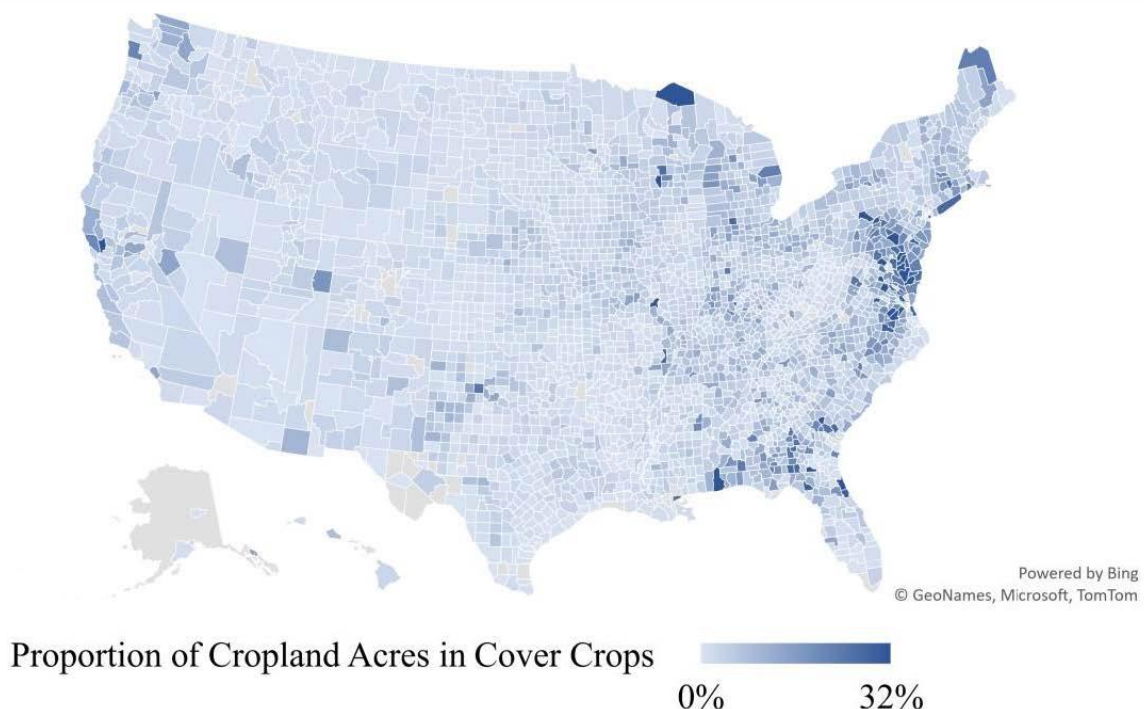 Powered by Bing
© GeoNames, Microsoft, TomTom
Proportion of Cropland Acres in Cover Crops
0% 32%